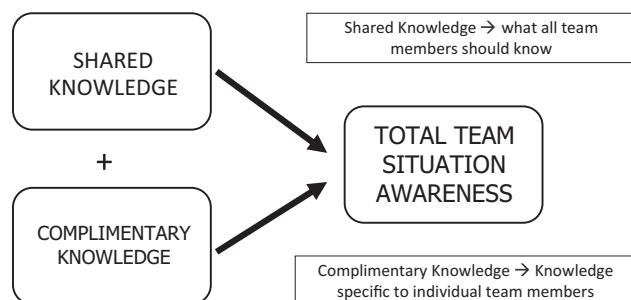 SHARED
KNOWLEDGE
+
COMPLIMENTARY
KNOWLEDGE
TOTAL TEAM
SITUATION
AWARENESS
Shared Knowledge → what all team
members should know
Complimentary Knowledge → Knowledge
specific to individual team members